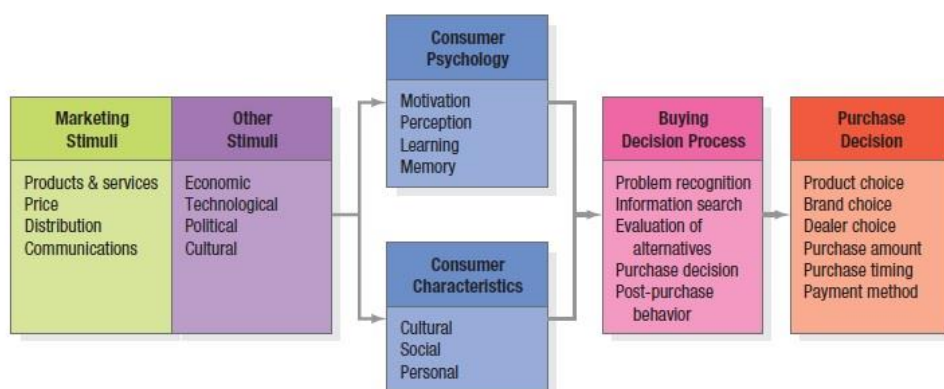 Marketing
Stimuli
Products & services
Price
Distribution
Communications
Other
Stimuli
Economic
Technological
Political
Cultural
Consumer
Psychology
Motivation
Perception
Learning
Memory
Consumer
Characteristics
Cultural
Social
Personal
Buying
Decision Process
Problem recognition
Information search
Evaluation of
alternatives
Purchase decision
Post-purchase
behavior
Purchase
Decision
Product choice
Brand choice
Dealer choice
Purchase amount
Purchase timing
Payment method